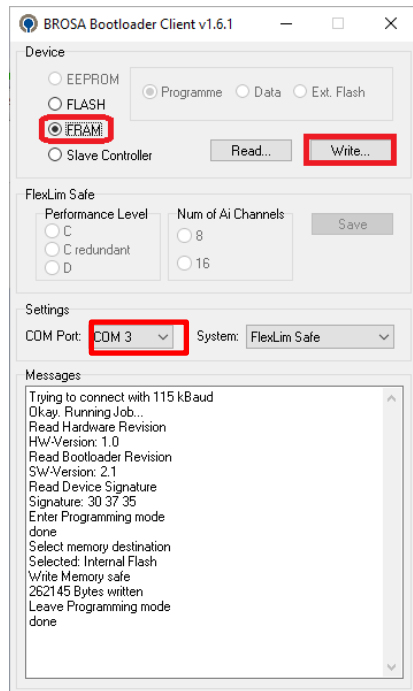 BROSA Bootloader Client v1.6.1
Device
EEPROM
FLASH
FRAM
Slave Controller
Programme Data Ext. Flash
Read... Write...
FlexLim Safe
Performance Level
C
C redundant
D
Num of Ai Channels
8
16
Save
Settings
COM Port: COM 3 System: FlexLim Safe
Messages
Trying to connect with 115 kBaud
Okay. Running Job...
Read Hardware Revision
HW-Version: 1.0
Read Bootloader Revision
SW-Version: 2.1
Read Device Signature
Signature: 30 37 35
Enter Programming mode
done
Select memory destination
Selected: Internal Flash
Write Memory safe
262145 Bytes written
Leave Programming mode
done